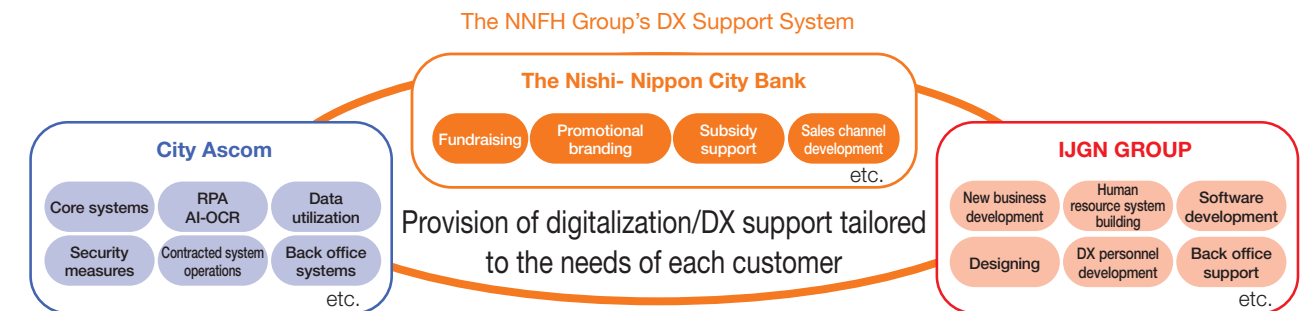 The NNFH Group's DX Support System
The Nishi- Nippon City Bank
Fundraising
Promotional
branding
Subsidy
support
Sales channel
development
etc.
City Ascom
Core systems
RPA
AI-OCR
Data
utilization
Security
measures
Contracted system
operations
Back office
systems
etc.
Provision of digitalization/DX support tailored
to the needs of each customer
IJGN GROUP
New business
development
Human
resource system
building
Software
development
Designing
DX personnel
development
Back office
support
etc.